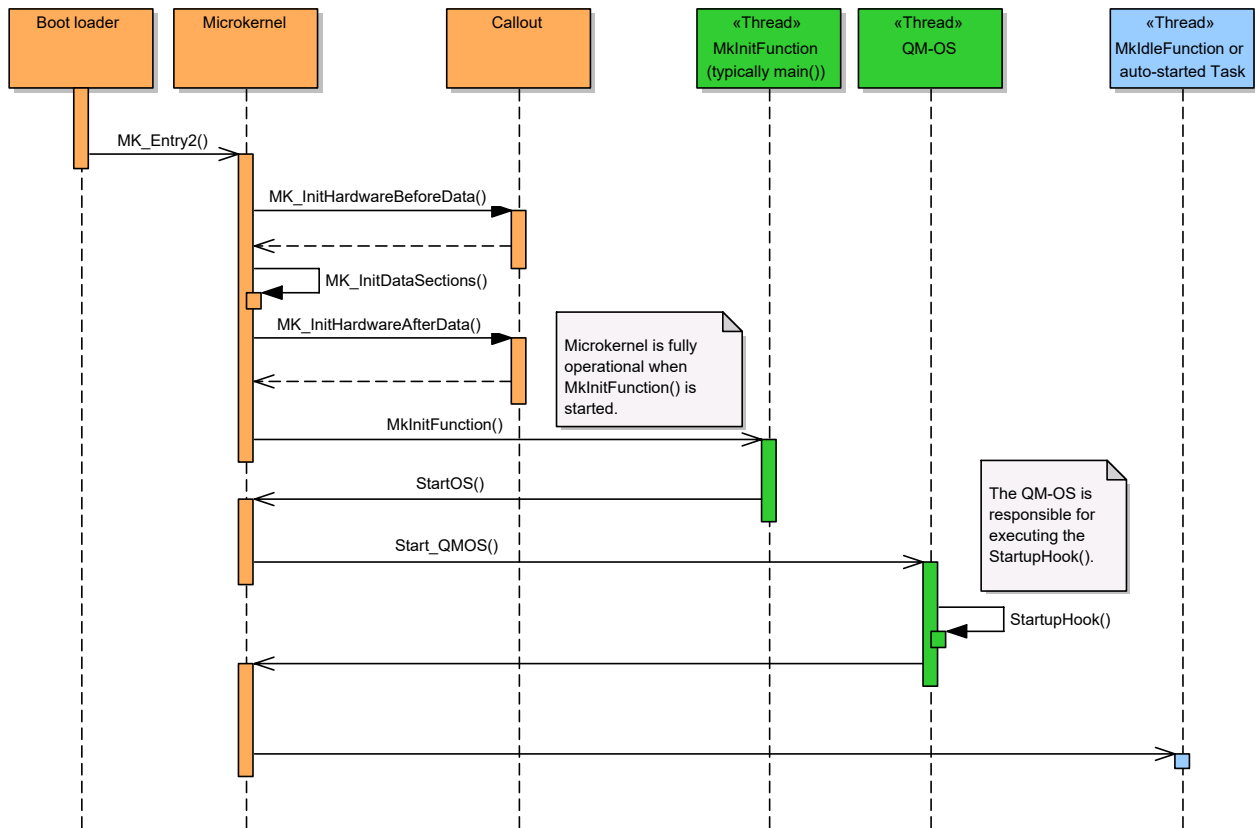 Boot loader
Microkernel
Callout
«Thread»
MkInitFunction
(typically main())
«Thread»
QM-OS
«Thread»
MkIdleFunction or
auto-started Task
MK_Entry2()
MK_InitHardwareBeforeData()
MK_InitDataSections()
MK_InitHardwareAfterData()
Microkernel is fully
operational when
MkInitFunction() is
started.
MkInitFunction()
StartOS()
The QM-OS is
responsible for
executing the
StartupHook().
Start_QMOS()
StartupHook()